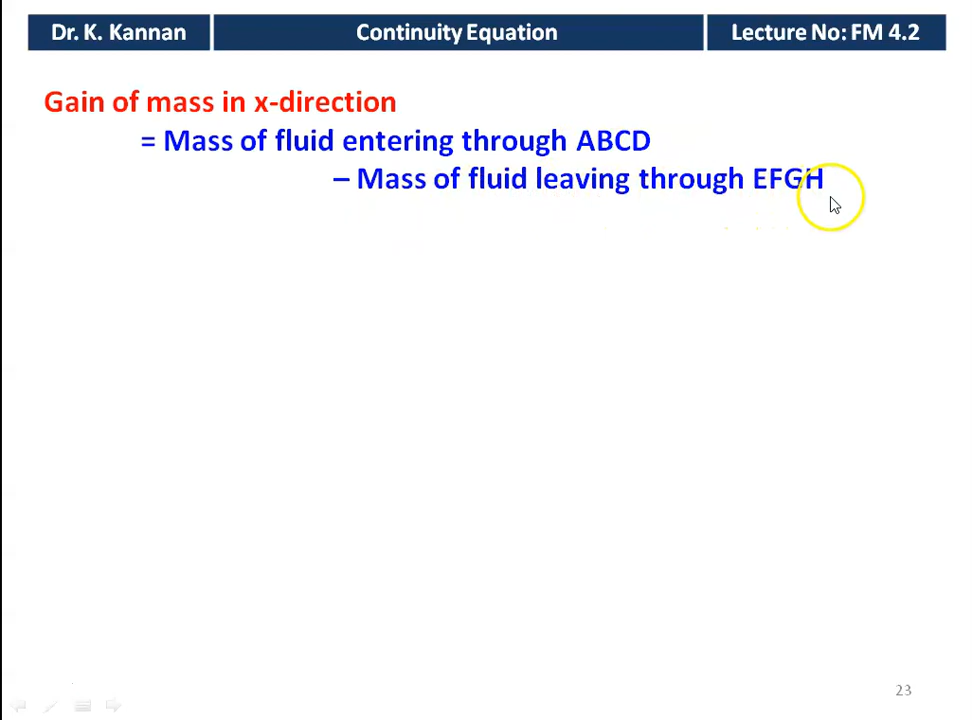 Dr. K. Kannan
Continuity Equation
Lecture No: FM 4.2
Gain of mass in x-direction
= Mass of fluid entering through ABCD
– Mass of fluid leaving through EFGH
23